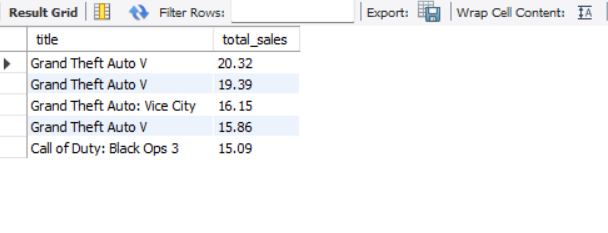 Result Grid Filter Rows: Export: Wrap Cell Content: IA
title total_sales
Grand Theft Auto V 20.32
Grand Theft Auto V 19.39
Grand Theft Auto: Vice City 16.15
Grand Theft Auto V 15.86
Call of Duty: Black Ops 3 15.09